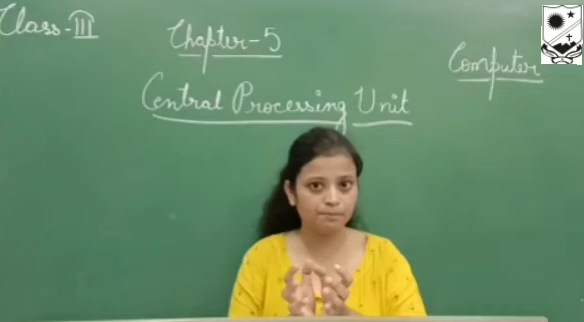 Class-III
Chapter-5
Computer
Central Processing Unit